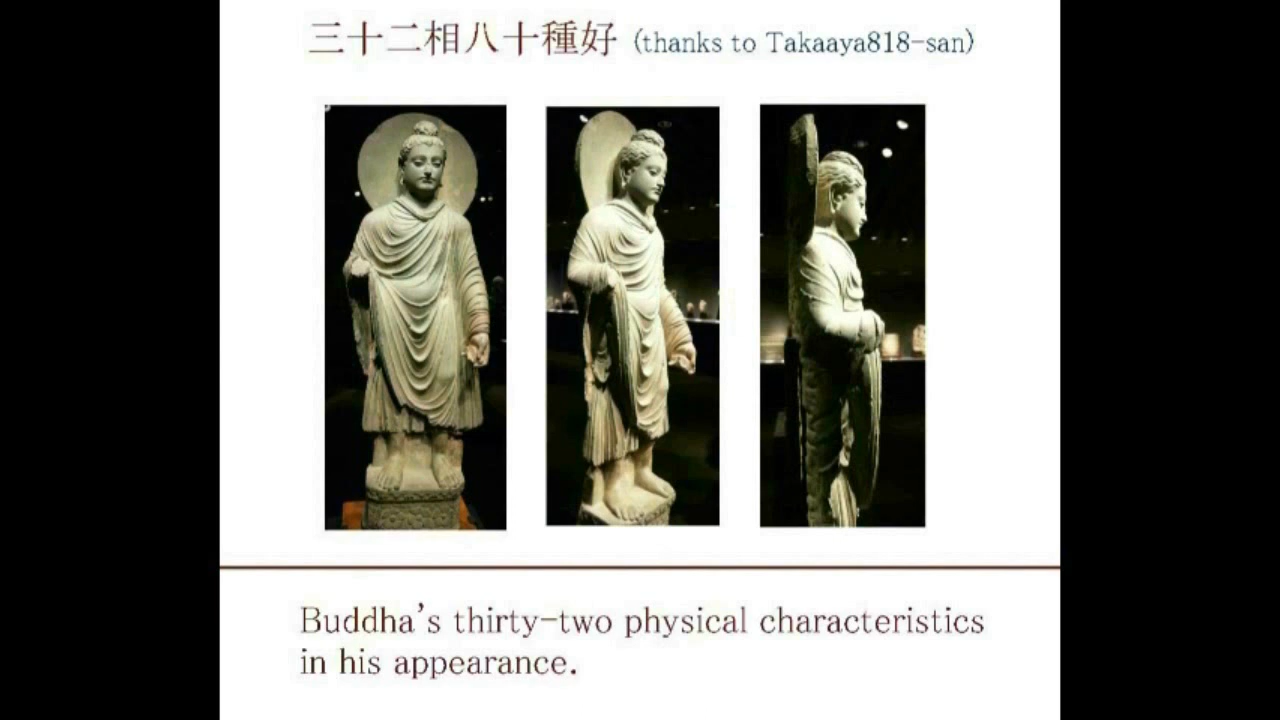 三十二相八十種好 (thanks to Takaaya818-san)
Buddha's thirty-two physical characteristics
in his appearance.